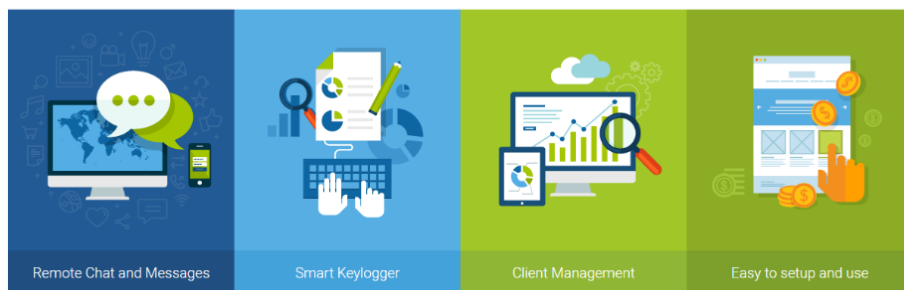 Remote Chat and Messages
Smart Keylogger
Client Management
Easy to setup and use